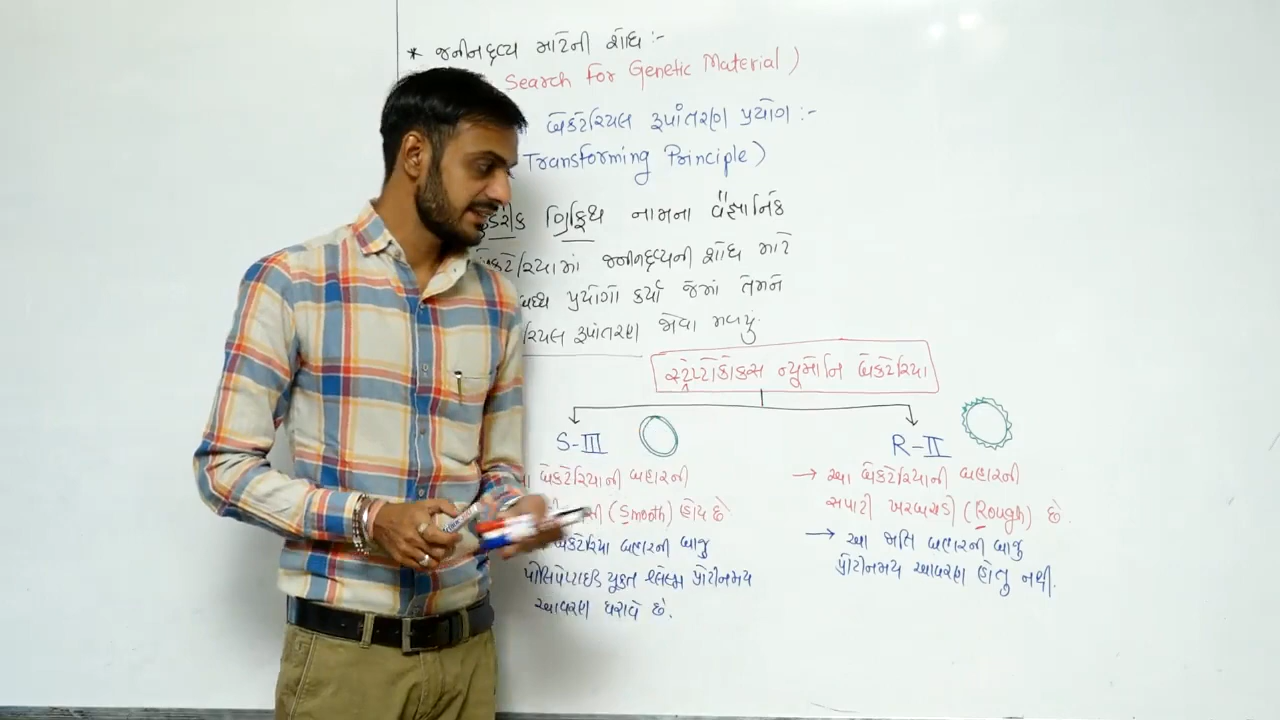 * જનીનદ્રવ્ય માટેની શોધ :-
Search For Genetic Material )
બેક્ટેરિયલ રૂપાંતરણ પ્રયોગ :-
Transforming Principle)
ગ્રિફિથ નામના વૈજ્ઞાનિકે
જનીનદ્રવ્યની શોધ માટે
પ્રયોગો કર્યા જેમાં તેમને
રૂપાંતરણ જોવા મળ્યું.
સ્ટ્રેપ્ટોકોકસ ન્યુમોનિ બેક્ટેરિયા
S-III
R-II
બેક્ટેરિયાની બહારની
(Smooth) હોય છે
બેક્ટેરિયા બહારની બાજુ
પોલિપેપ્ટાઇડ યુક્ત શ્લેષ્મ પ્રોટીનમય
આવરણ ધરાવે છે.
→ આ બેક્ટેરિયાની બહારની
સપાટી ખરબચડી (Rough) છે.
→ આ જાતિ બહારની બાજુ
પ્રોટીનમય આવરણ હોતુ નથી.